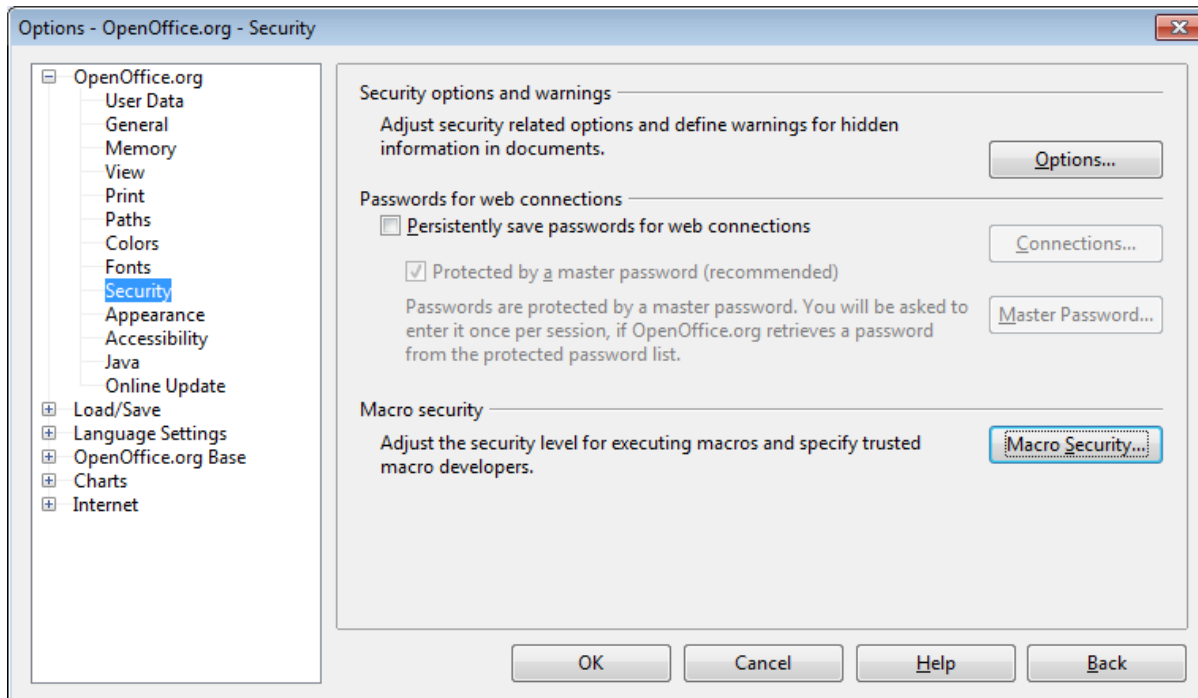 Options - OpenOffice.org - Security
OpenOffice.org
User Data
General
Memory
View
Print
Paths
Colors
Fonts
Security
Appearance
Accessibility
Java
Online Update
Load/Save
Language Settings
OpenOffice.org Base
Charts
Internet
Security options and warnings
Adjust security related options and define warnings for hidden
information in documents.
Options...
Passwords for web connections
Persistently save passwords for web connections
Connections...
Protected by a master password (recommended)
Passwords are protected by a master password. You will be asked to
enter it once per session, if OpenOffice.org retrieves a password
from the protected password list.
Master Password...
Macro security
Adjust the security level for executing macros and specify trusted
macro developers.
Macro Security...
OK
Cancel
Help
Back